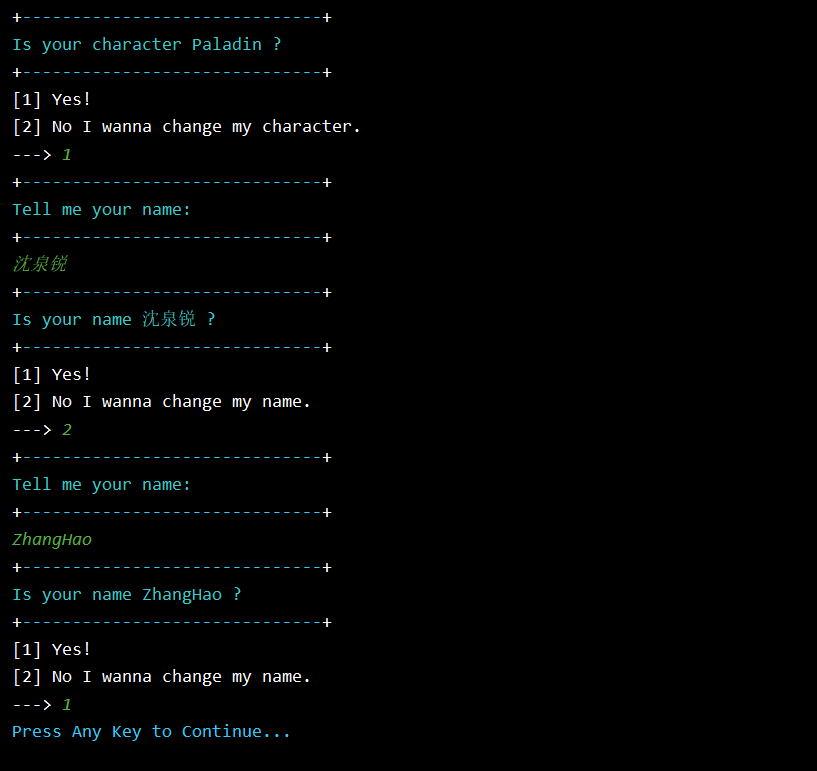 +------------------------------+
Is your character Paladin ?
+------------------------------+
[1] Yes!
[2] No I wanna change my character.
---> 1
+------------------------------+
Tell me your name:
+------------------------------+
沈泉锐
+------------------------------+
Is your name 沈泉锐 ?
+------------------------------+
[1] Yes!
[2] No I wanna change my name.
---> 2
+------------------------------+
Tell me your name:
+------------------------------+
ZhangHao
+------------------------------+
Is your name ZhangHao ?
+------------------------------+
[1] Yes!
[2] No I wanna change my name.
---> 1
Press Any Key to Continue...